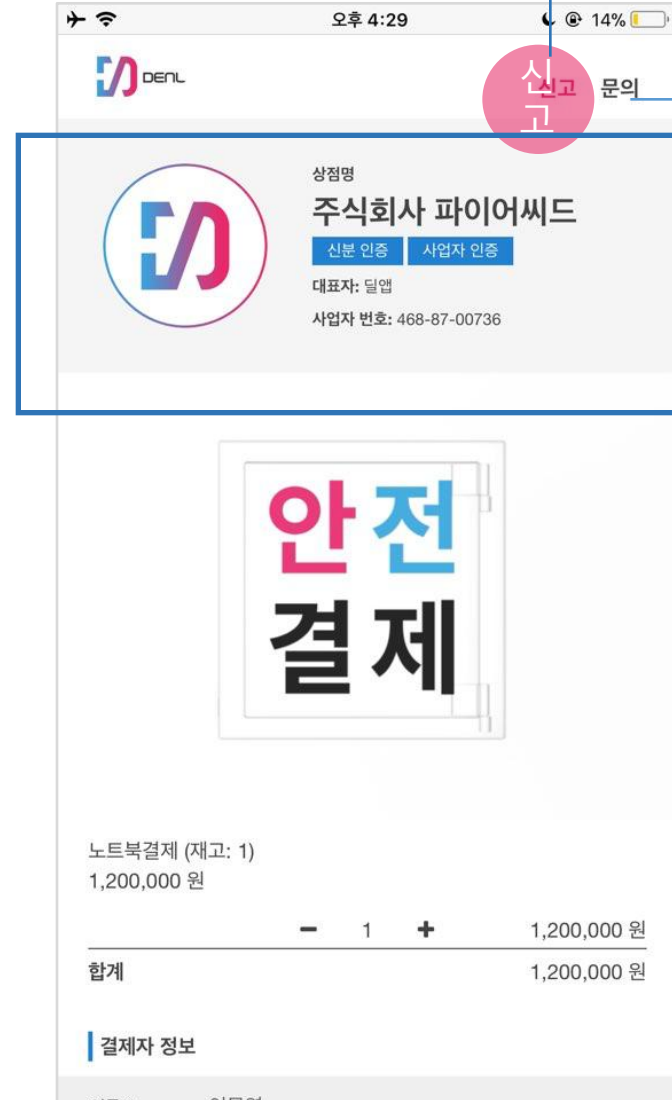 오후 4:29
14%
DEAL
신고
신고 문의
상점명
주식회사 파이어씨드
신분 인증 사업자 인증
대표자: 딜앱
사업자 번호: 468-87-00736
안전
결제
노트북결제 (재고: 1)
1,200,000 원
1 1,200,000 원
합계 1,200,000 원
결제자 정보